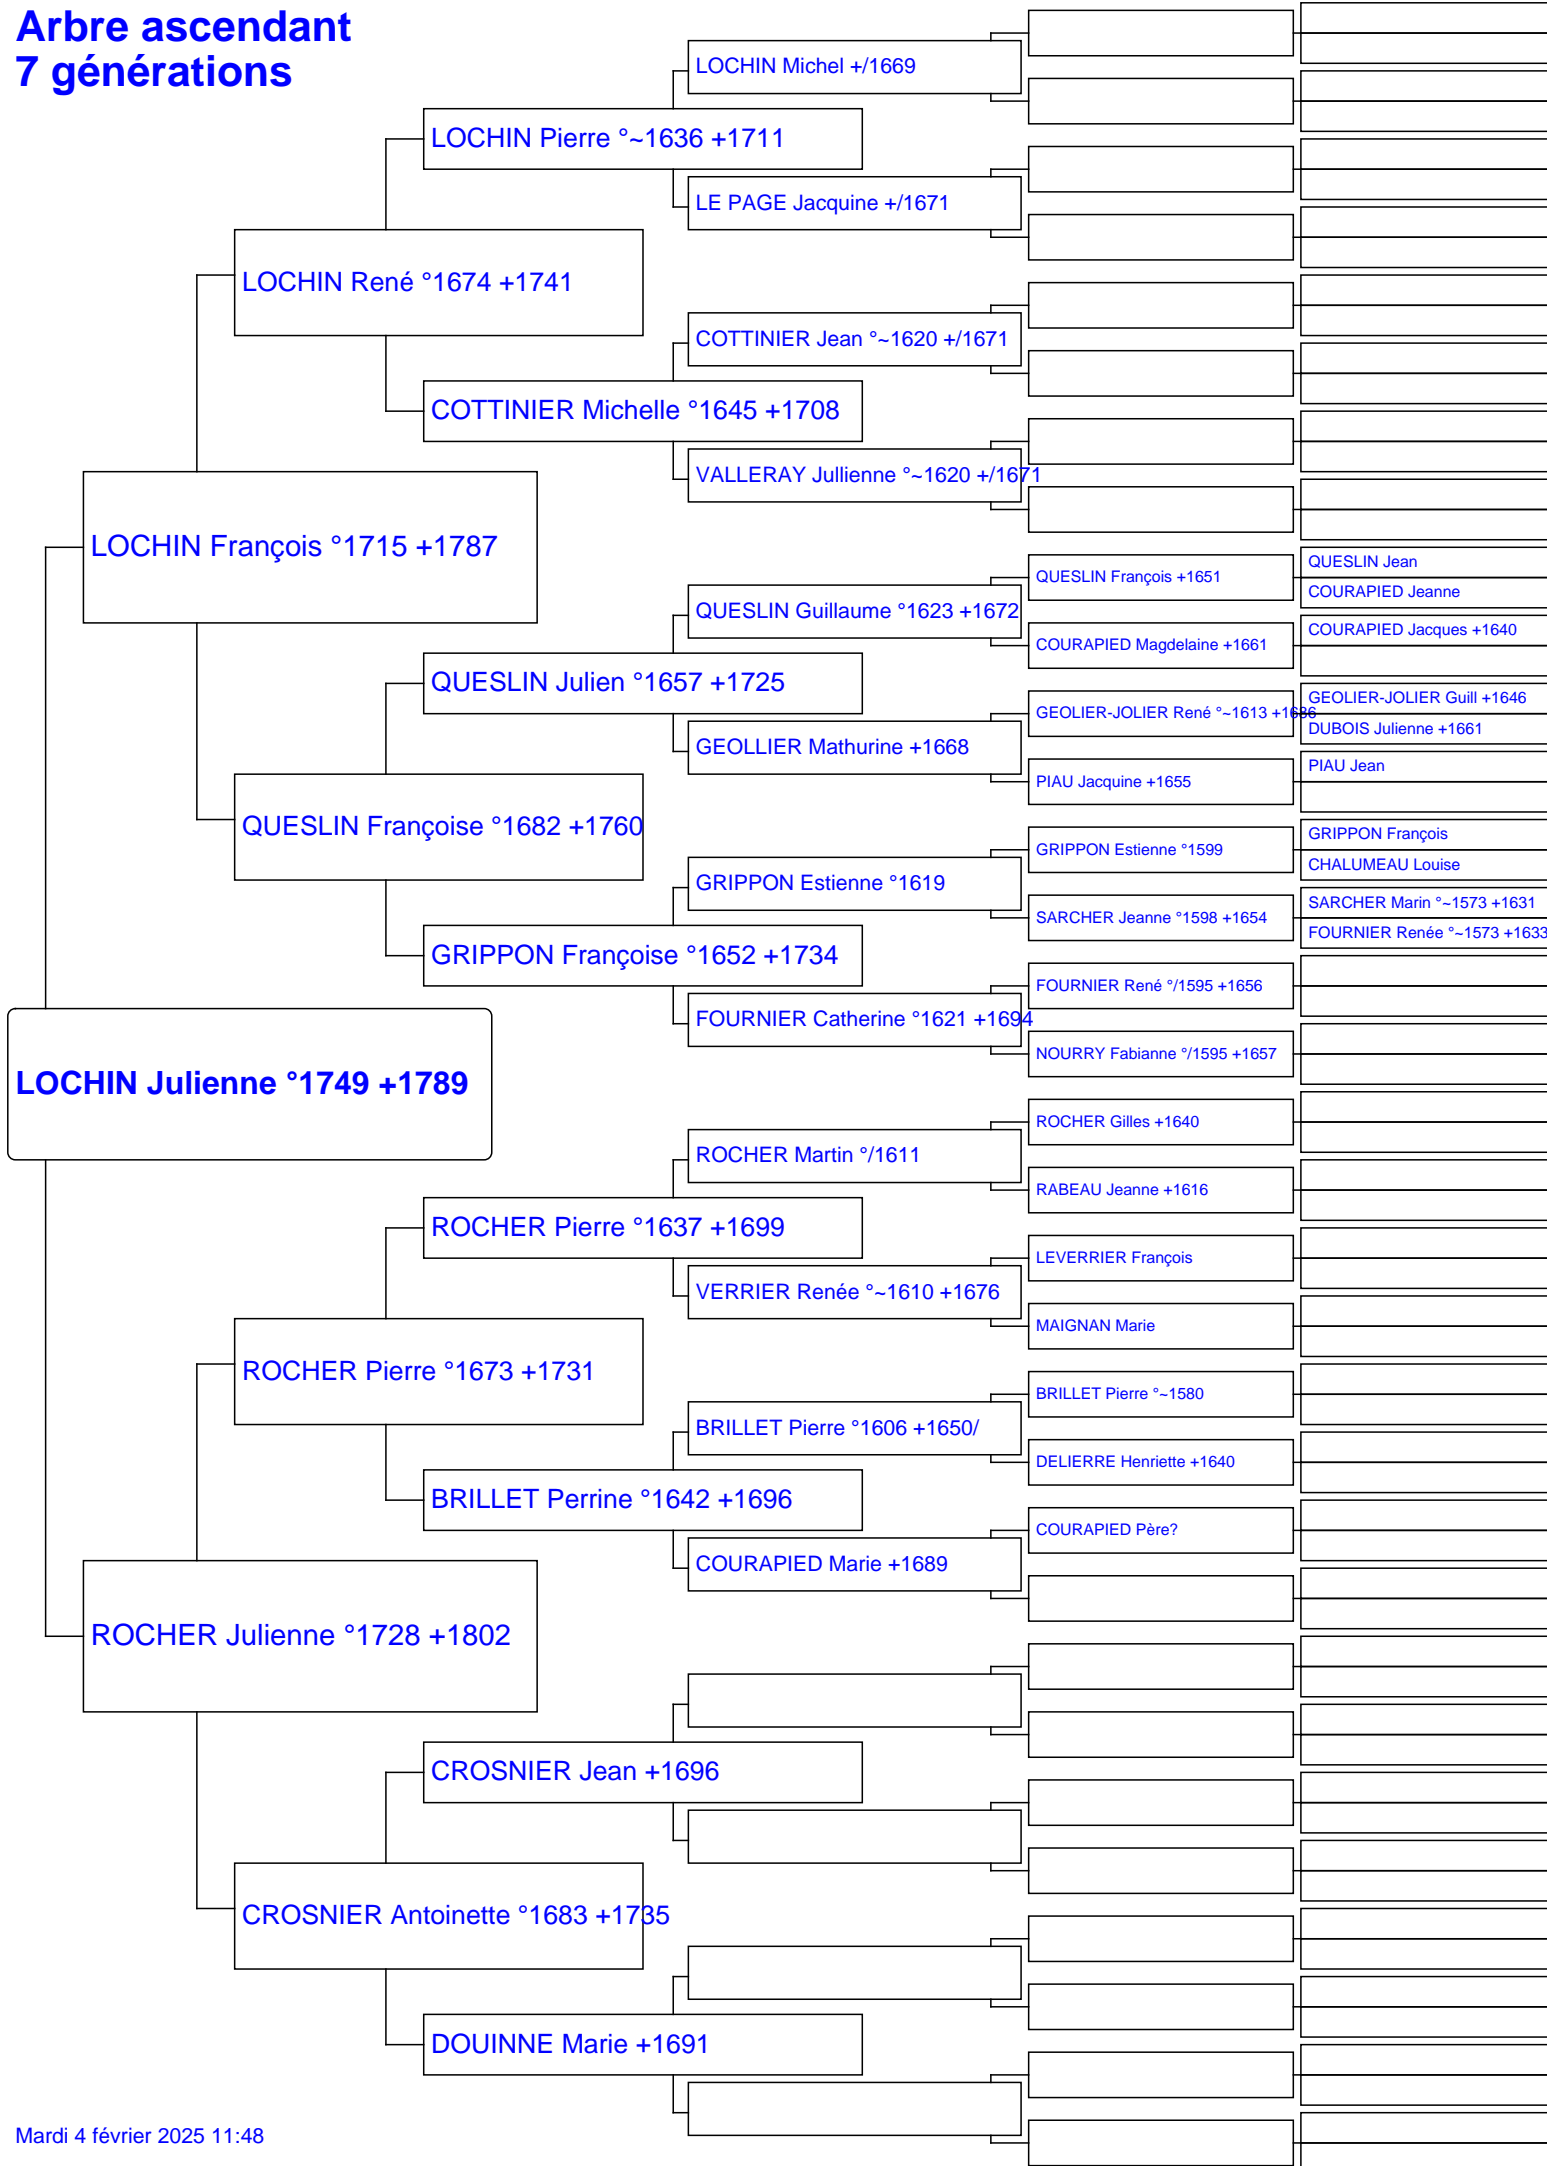 Arbre ascendant
7 générations
LOCHIN Michel +/1669
LOCHIN Pierre °~1636 +1711
LE PAGE Jacquine +/1671
LOCHIN René °1674 +1741
COTTINIER Jean °~1620 +/1671
COTTINIER Michelle °1645 +1708
VALLERAY Jullienne °~1620 +/1671
LOCHIN François °1715 +1787
QUESLIN Jean
QUESLIN François +1651
COURAPIED Jeanne
QUESLIN Guillaume °1623 +1672
COURAPIED Jacques +1640
COURAPIED Magdelaine +1661
QUESLIN Julien °1657 +1725
GEOLIER-JOLIER Guill +1646
GEOLIER-JOLIER René °~1613 +1686
DUBOIS Julienne +1661
GEOLLIER Mathurine +1668
PIAU Jean
PIAU Jacquine +1655
QUESLIN Françoise °1682 +1760
GRIPPON François
GRIPPON Estienne °1599
CHALUMEAU Louise
GRIPPON Estienne °1619
SARCHER Marin °~1573 +1631
SARCHER Jeanne °1598 +1654
FOURNIER Renée °~1573 +1633
GRIPPON Françoise °1652 +1734
FOURNIER René °/1595 +1656
FOURNIER Catherine °1621 +1694
NOURRY Fabianne °/1595 +1657
LOCHIN Julienne °1749 +1789
ROCHER Gilles +1640
ROCHER Martin °/1611
RABEAU Jeanne +1616
ROCHER Pierre °1637 +1699
LEVERRIER François
VERRIER Renée °~1610 +1676
MAIGNAN Marie
ROCHER Pierre °1673 +1731
BRILLET Pierre °~1580
BRILLET Pierre °1606 +1650/
DELIERRE Henriette +1640
BRILLET Perrine °1642 +1696
COURAPIED Père?
COURAPIED Marie +1689
ROCHER Julienne °1728 +1802
CROSNIER Jean +1696
CROSNIER Antoinette °1683 +1735
DOUINNE Marie +1691
Mardi 4 février 2025 11:48